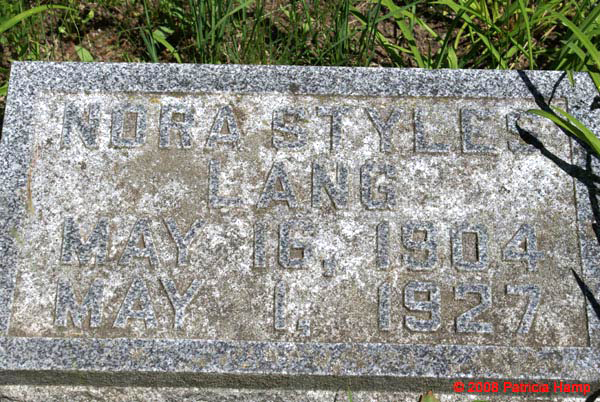 NORA STYLES
LANG
MAY 16, 1904
MAY 1, 1927
© 2008 Patricia Hamp